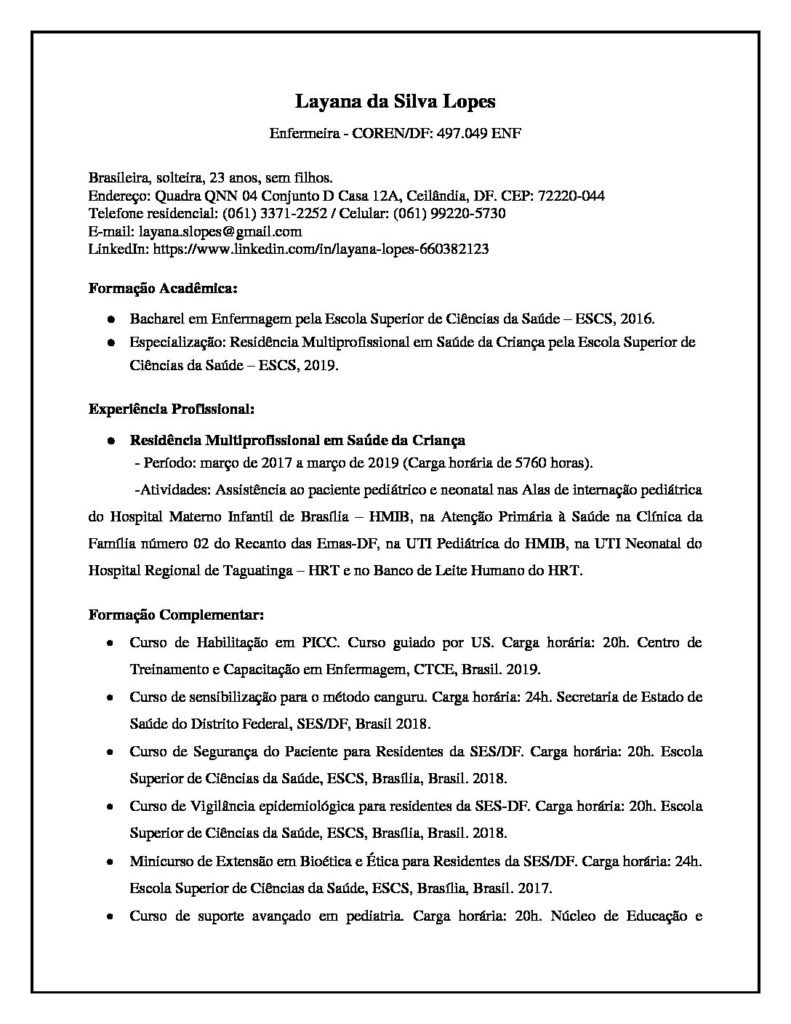 Layana da Silva Lopes
Enfermeira - COREN/DF: 497.049 ENF
Brasileira, solteira, 23 anos, sem filhos.
Endereço: Quadra QNN 04 Conjunto D Casa 12A, Ceilândia, DF. CEP: 72220-044
Telefone residencial: (061) 3371-2252 / Celular: (061) 99220-5730
E-mail: layana.slopes@gmail.com
LinkedIn: https://www.linkedin.com/in/layana-lopes-660382123
Formação Acadêmica:
● Bacharel em Enfermagem pela Escola Superior de Ciências da Saúde – ESCS, 2016.
● Especialização: Residência Multiprofissional em Saúde da Criança pela Escola Superior de
Ciências da Saúde – ESCS, 2019.
Experiência Profissional:
● Residência Multiprofissional em Saúde da Criança
- Período: março de 2017 a março de 2019 (Carga horária de 5760 horas).
-Atividades: Assistência ao paciente pediátrico e neonatal nas Alas de internação pediátrica
do Hospital Materno Infantil de Brasília – HMIB, na Atenção Primária à Saúde na Clínica da
Família número 02 do Recanto das Emas-DF, na UTI Pediátrica do HMIB, na UTI Neonatal do
Hospital Regional de Taguatinga – HRT e no Banco de Leite Humano do HRT.
Formação Complementar:
● Curso de Habilitação em PICC. Curso guiado por US. Carga horária: 20h. Centro de
Treinamento e Capacitação em Enfermagem, CTCE, Brasil. 2019.
● Curso de sensibilização para o método canguru. Carga horária: 24h. Secretaria de Estado de
Saúde do Distrito Federal, SES/DF, Brasil 2018.
● Curso de Segurança do Paciente para Residentes da SES/DF. Carga horária: 20h. Escola
Superior de Ciências da Saúde, ESCS, Brasília, Brasil. 2018.
● Curso de Vigilância epidemiológica para residentes da SES-DF. Carga horária: 20h. Escola
Superior de Ciências da Saúde, ESCS, Brasília, Brasil. 2018.
● Minicurso de Extensão em Bioética e Ética para Residentes da SES/DF. Carga horária: 24h.
Escola Superior de Ciências da Saúde, ESCS, Brasília, Brasil. 2017.
● Curso de suporte avançado em pediatria. Carga horária: 20h. Núcleo de Educação e